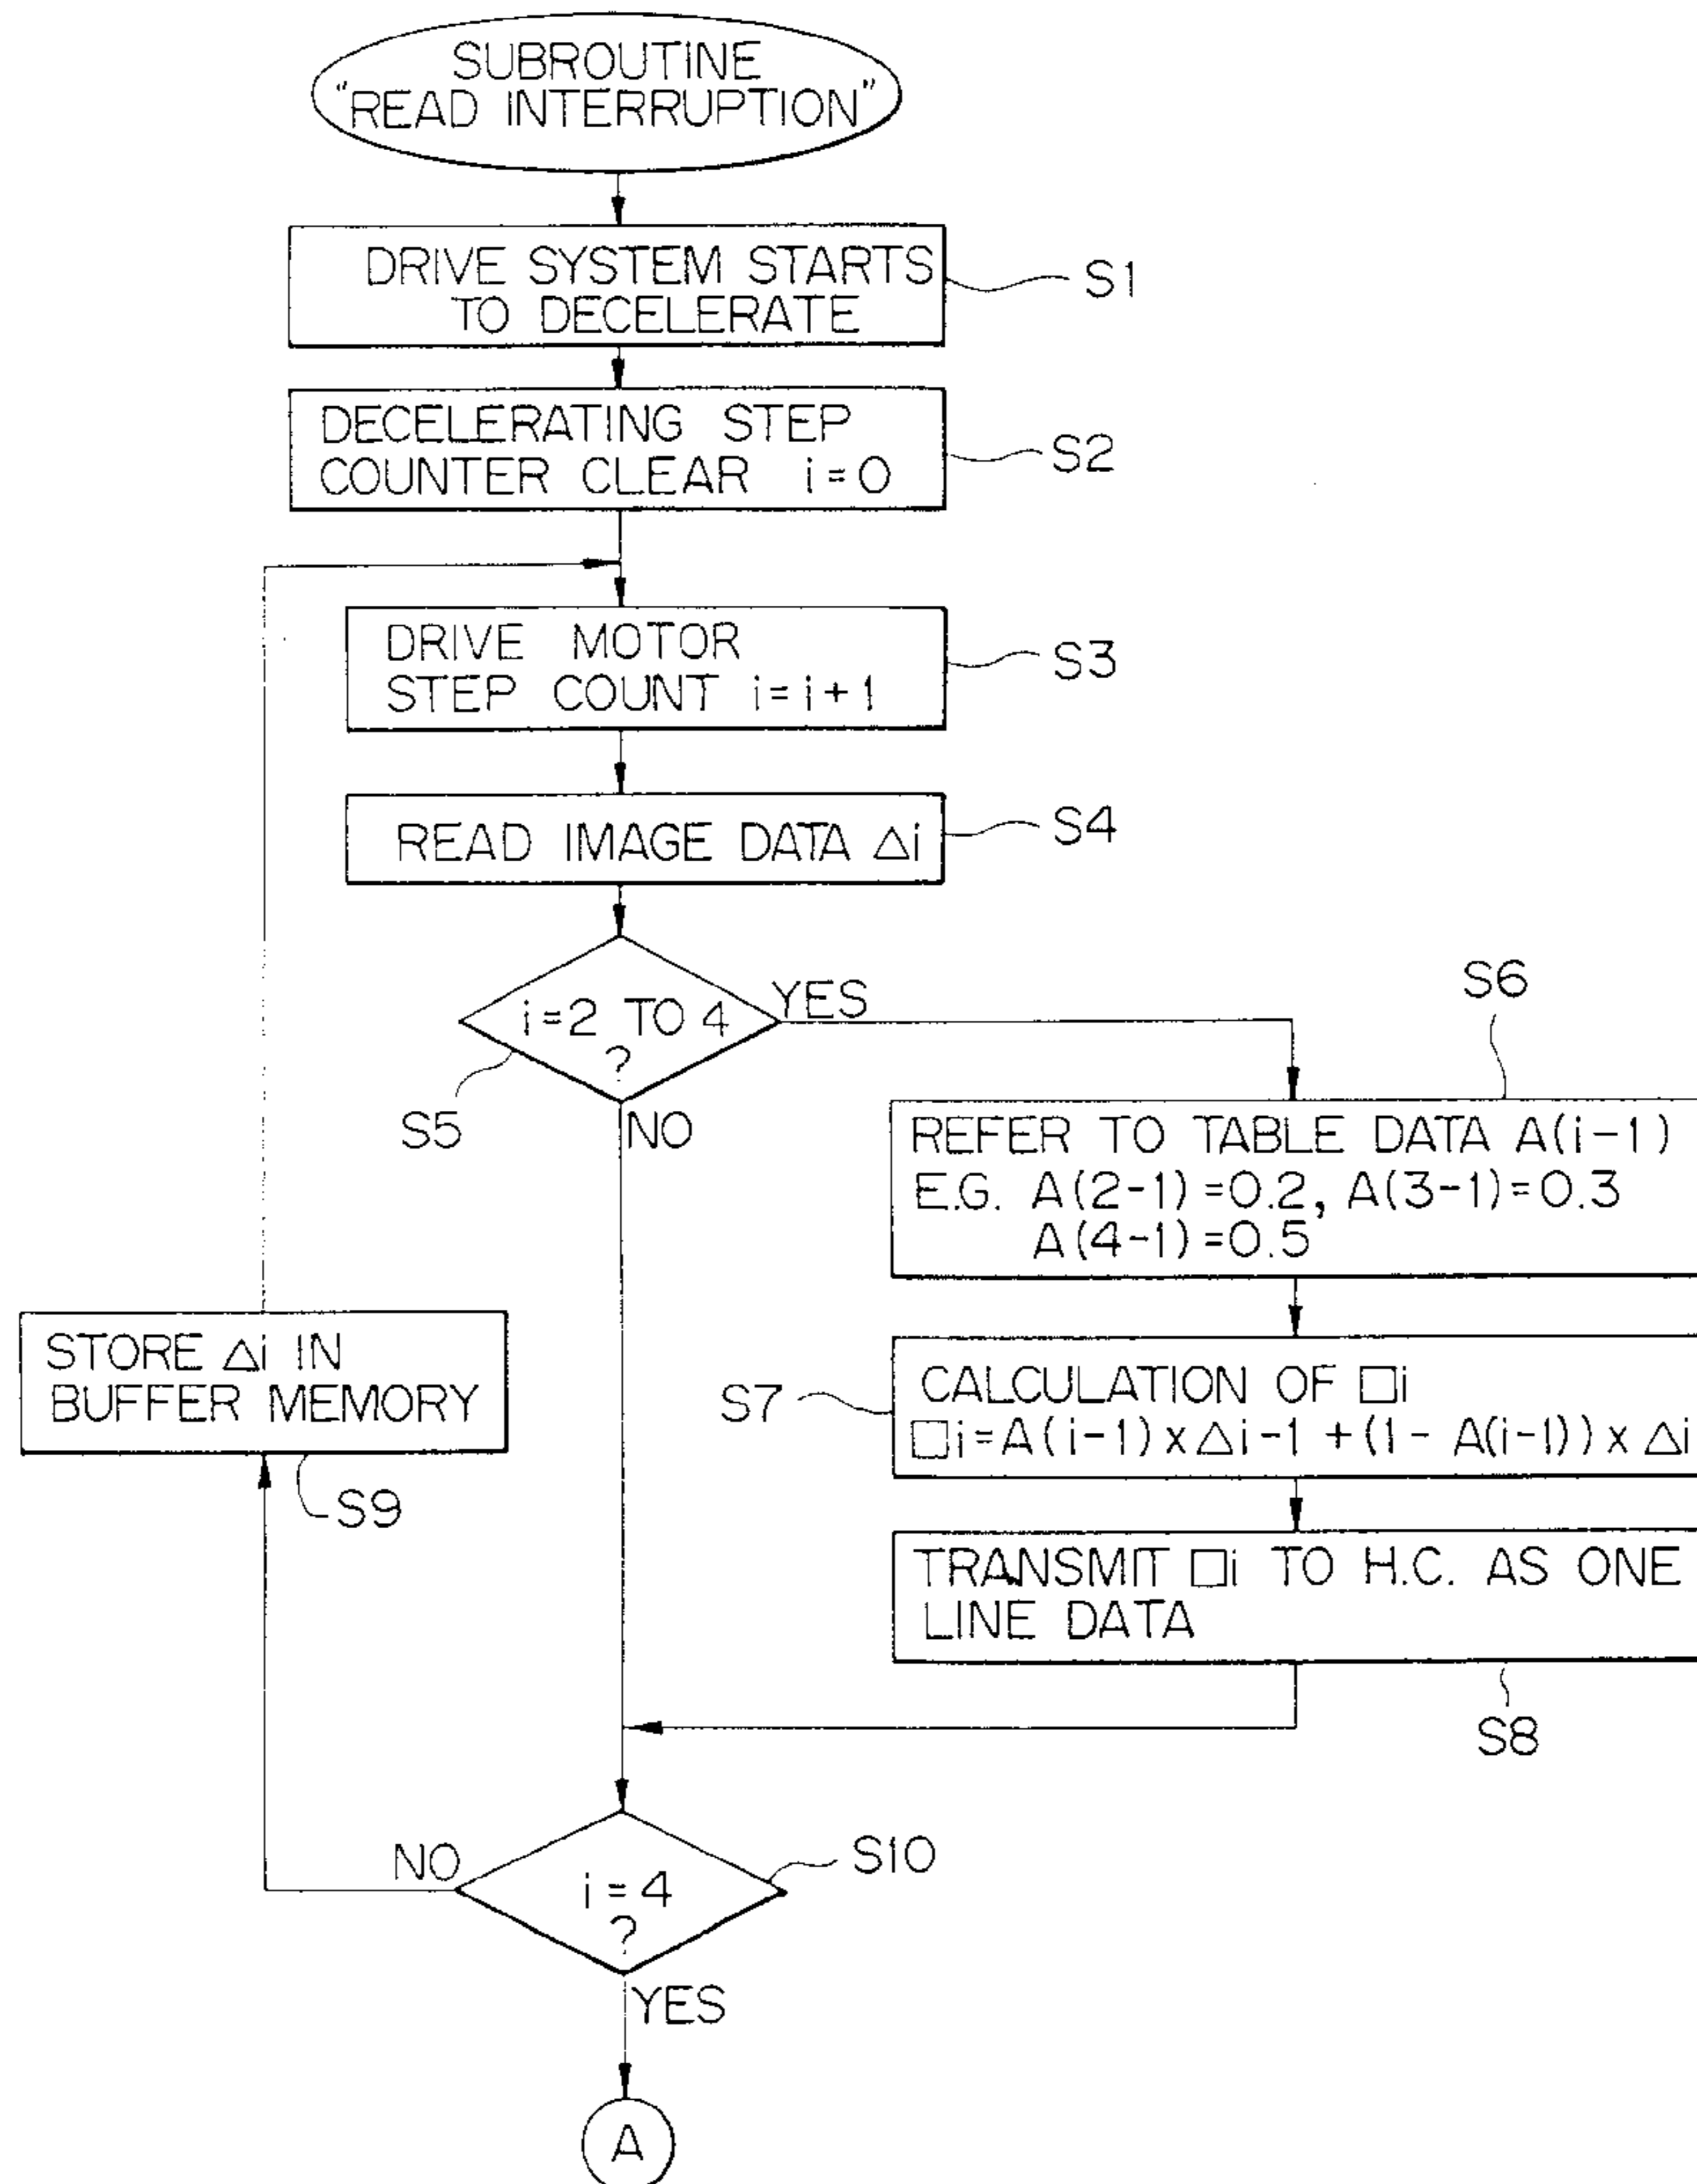 SUBROUTINE
"READ INTERRUPTION"
DRIVE SYSTEM STARTS
TO DECELERATE
S1
DECELERATING STEP
COUNTER CLEAR i=0
S2
DRIVE MOTOR
STEP COUNT i=i+1
S3
READ IMAGE DATA △i
S4
i=2 TO 4
?
YES
S5
NO
S6
REFER TO TABLE DATA A(i-1)
E.G. A(2-1)=0.2, A(3-1)=0.3
A(4-1)=0.5
STORE △i IN
BUFFER MEMORY
S9
S7
CALCULATION OF □i
□i=A(i-1)x△i-1+(1-A(i-1))x△i
TRANSMIT □i TO H.C. AS ONE
LINE DATA
S8
NO
i=4
?
S10
YES
A